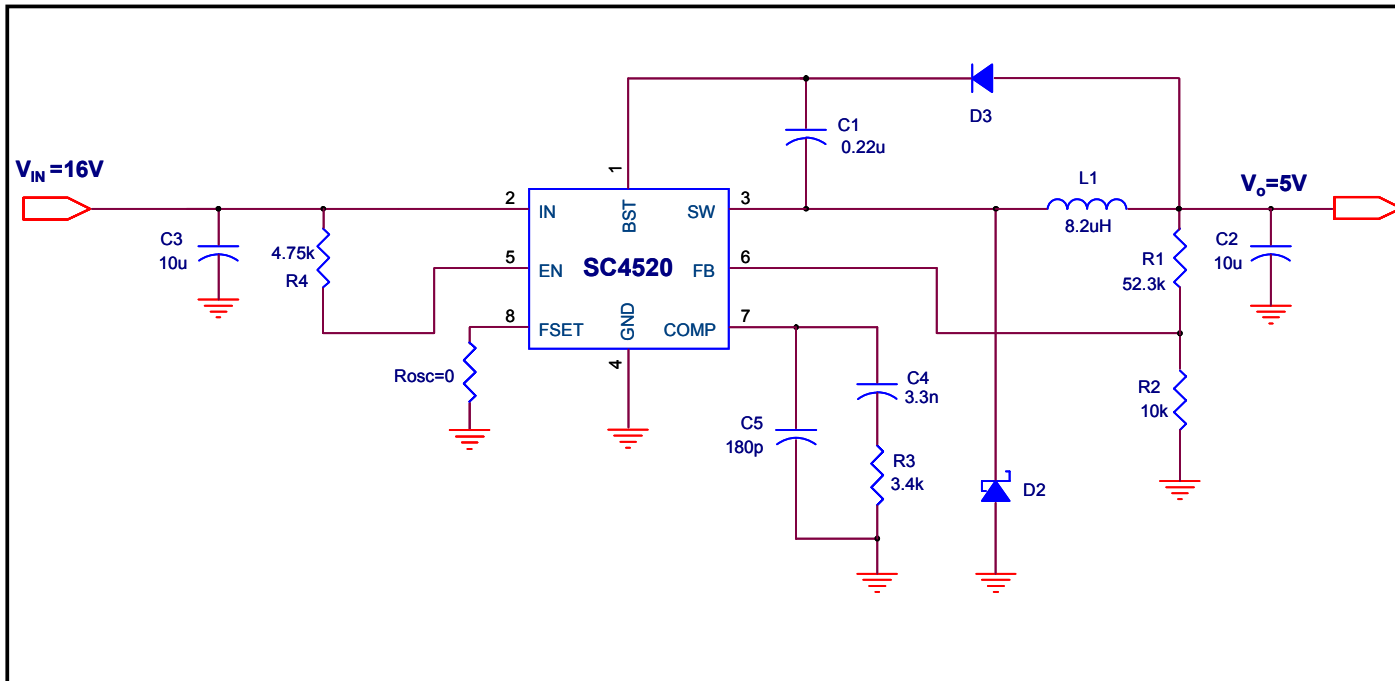 D3
C1
0.22u
VIN =16V
1
L1
Vo=5V
2
IN
BST
SW
3
8.2uH
C3
10u
4.75k
R4
5
EN
SC4520
FB
6
R1
52.3k
C2
10u
8
FSET
GND
COMP
7
Rosc=0
4
C4
3.3n
R2
10k
C5
180p
R3
3.4k
D2